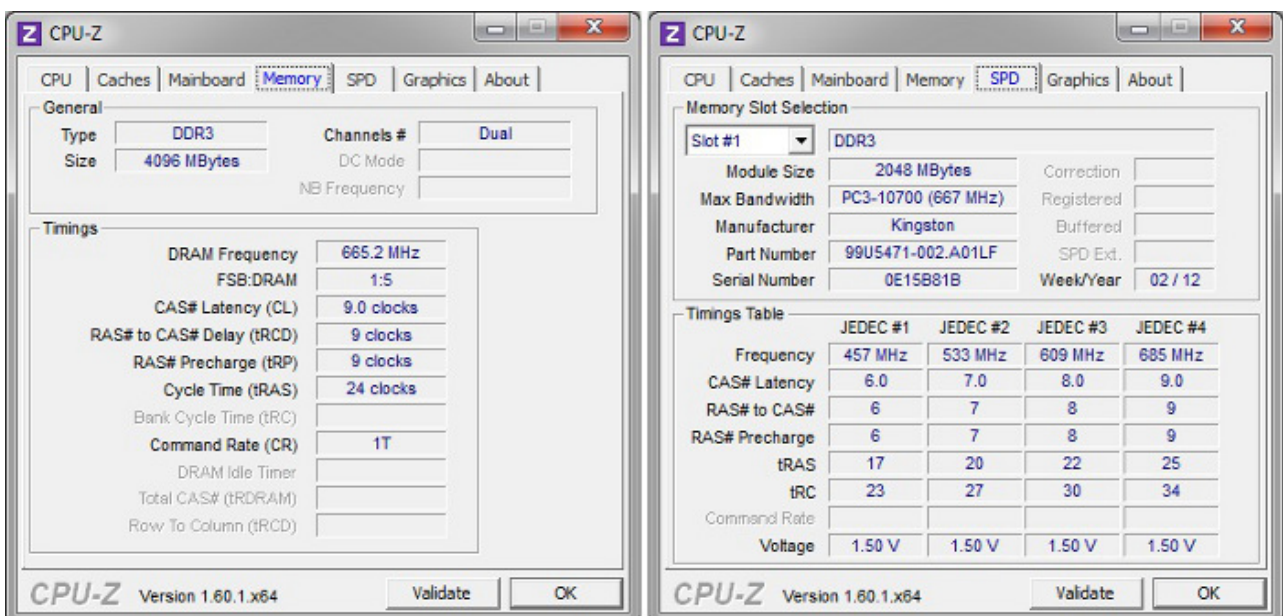 CPU-Z
CPU Caches Mainboard Memory SPD Graphics About
General
Type DDR3 Channels # Dual
Size 4096 MBytes DC Mode
NB Frequency
Timings
DRAM Frequency 665.2 MHz
FSB:DRAM 1:5
CAS# Latency (CL) 9.0 clocks
RAS# to CAS# Delay (tRCD) 9 clocks
RAS# Precharge (tRP) 9 clocks
Cycle Time (tRAS) 24 clocks
Bank Cycle Time (tRC)
Command Rate (CR) 1T
DRAM Idle Timer
Total CAS# (tRDRAM)
Row To Column (tRCD)
CPU-Z Version 1.60.1.x64 Validate OK
CPU-Z
CPU Caches Mainboard Memory SPD Graphics About
Memory Slot Selection
Slot #1 DDR3
Module Size 2048 MBytes Correction
Max Bandwidth PC3-10700 (667 MHz) Registered
Manufacturer Kingston Buffered
Part Number 99U5471-002.A01LF SPD Ext.
Serial Number 0E15B81B Week/Year 02 / 12
Timings Table
JEDEC #1 JEDEC #2 JEDEC #3 JEDEC #4
Frequency 457 MHz 533 MHz 609 MHz 685 MHz
CAS# Latency 6.0 7.0 8.0 9.0
RAS# to CAS# 6 7 8 9
RAS# Precharge 6 7 8 9
tRAS 17 20 22 25
tRC 23 27 30 34
Command Rate
Voltage 1.50 V 1.50 V 1.50 V 1.50 V
CPU-Z Version 1.60.1.x64 Validate OK